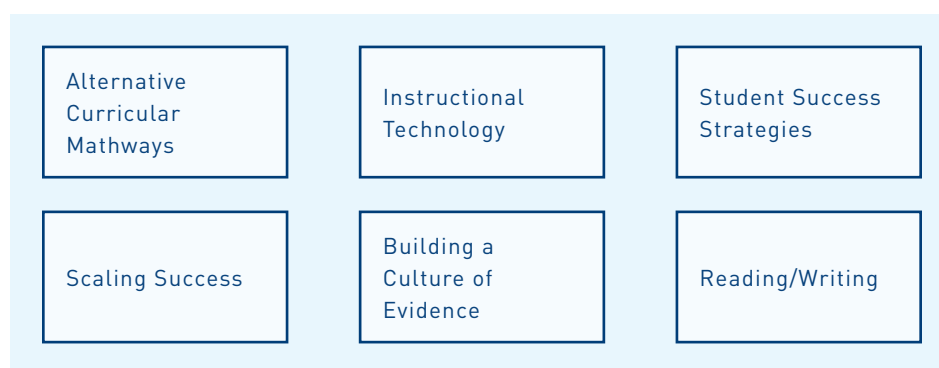 Alternative
Curricular
Mathways
Instructional
Technology
Student Success
Strategies
Scaling Success
Building a
Culture of
Evidence
Reading/Writing